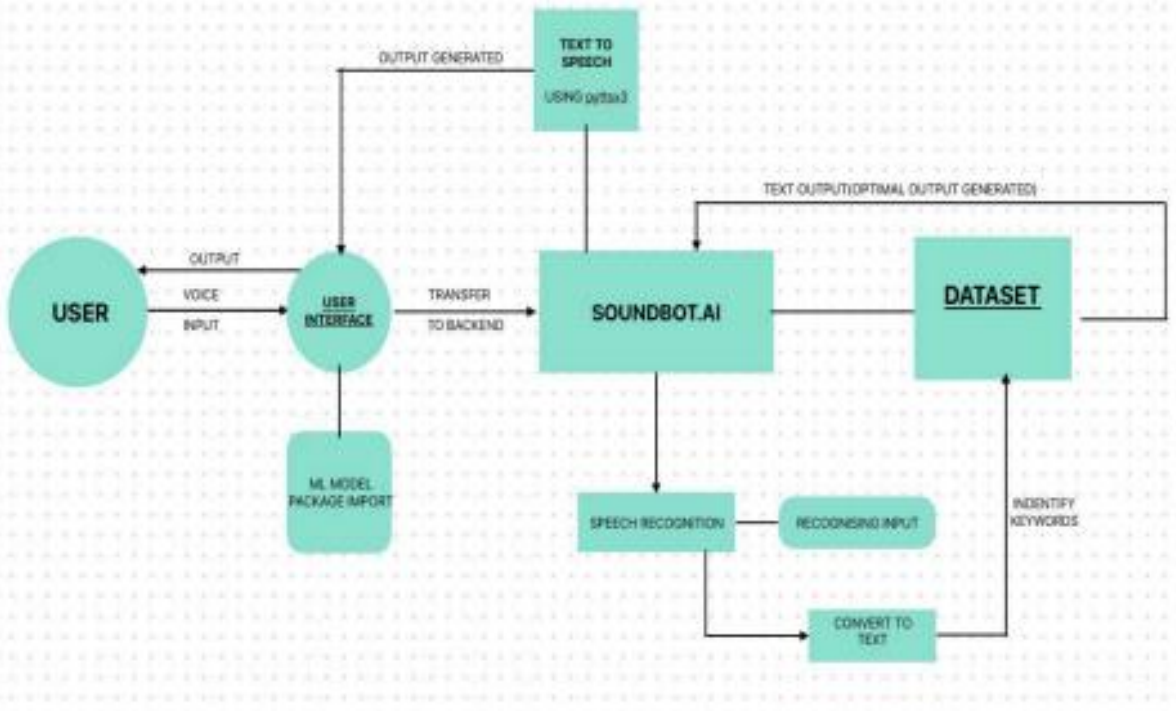 TEXT TO
SPEECH
USING pyttsx3
OUTPUT GENERATED
TEXT OUTPUT(OPTIMAL OUTPUT GENERATED)
USER
OUTPUT
VOICE
INPUT
USER
INTERFACE
TRANSFER
TO BACKEND
SOUNDBOT.AI
DATASET
ML MODEL
PACKAGE IMPORT
SPEECH RECOGNITION
RECOGNISING INPUT
INDENTIFY
KEYWORDS
CONVERT TO
TEXT